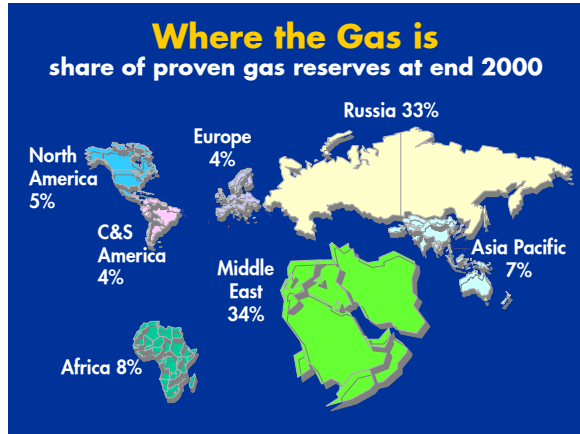 Where the Gas is
share of proven gas reserves at end 2000
Russia 33%
Europe
4%
North
America
5%
C&S
America
4%
Asia Pacific
7%
Middle
East
34%
Africa 8%